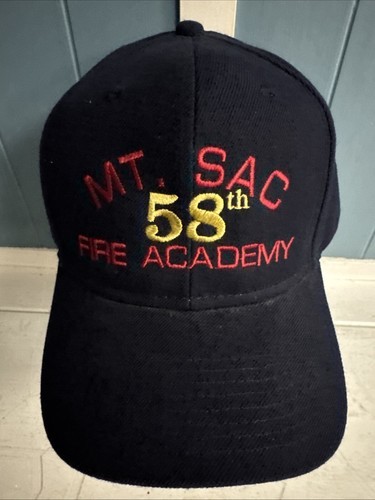 MT. SAC
58th
FIRE ACADEMY